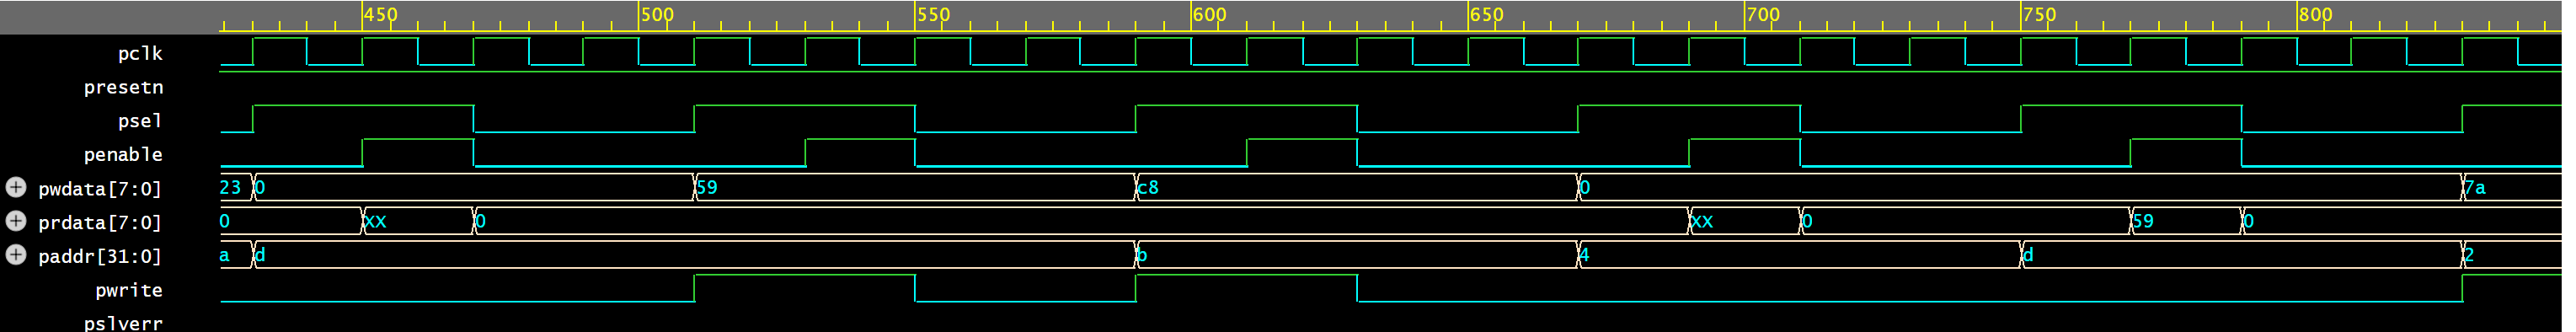 450 500 550 600 650 700 750 800
pclk
presetn
psel
penable
pwdata[7:0] 23 0 59 c8 0 7a
prdata[7:0] 0 xx 0 xx 0 59 0
paddr[31:0] a d b 4 d 2
pwrite
pslverr